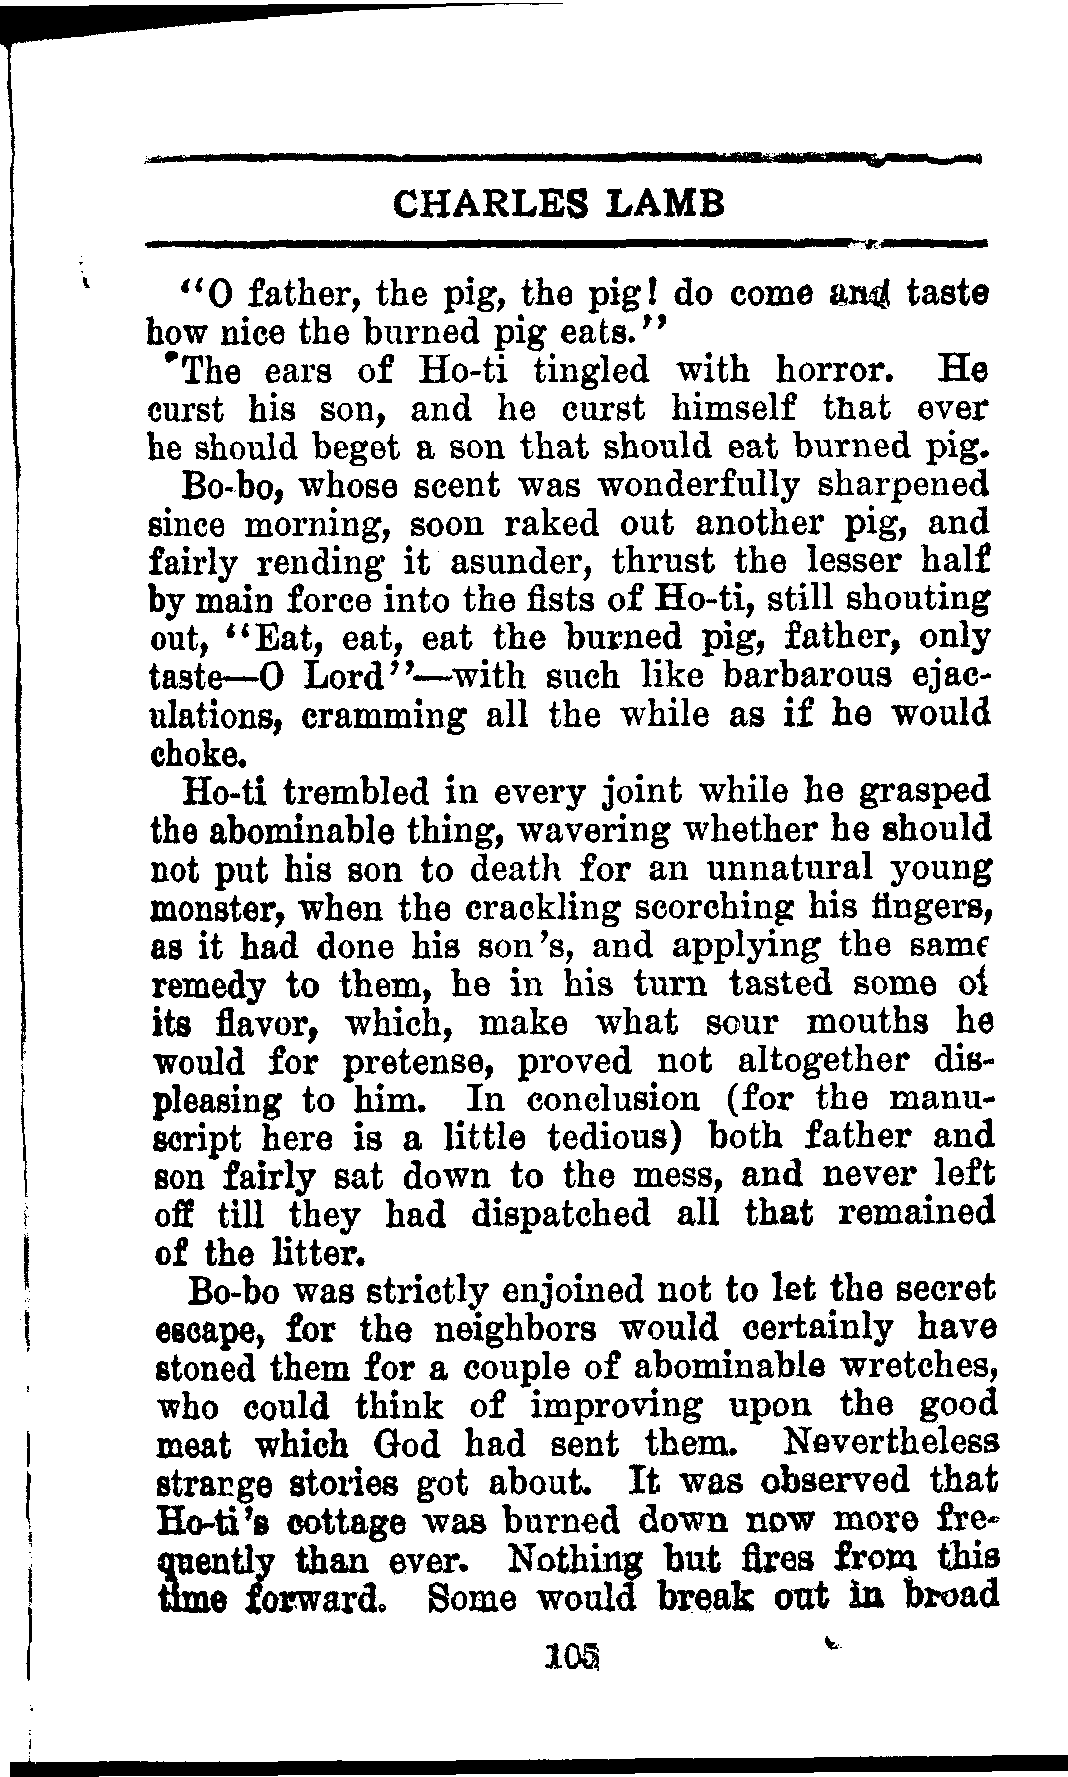 CHARLES LAMB
"O father, the pig, the pig! do come and taste
how nice the burned pig eats."
The ears of Ho-ti tingled with horror. He
curst his son, and he curst himself that ever
he should beget a son that should eat burned pig.
Bo-bo, whose scent was wonderfully sharpened
since morning, soon raked out another pig, and
fairly rending it asunder, thrust the lesser half
by main force into the fists of Ho-ti, still shouting
out, "Eat, eat, eat the burned pig, father, only
taste—O Lord"—with such like barbarous ejac-
ulations, cramming all the while as if he would
choke.
Ho-ti trembled in every joint while he grasped
the abominable thing, wavering whether he should
not put his son to death for an unnatural young
monster, when the crackling scorching his fingers,
as it had done his son's, and applying the same
remedy to them, he in his turn tasted some of
its flavor, which, make what sour mouths he
would for pretense, proved not altogether dis-
pleasing to him. In conclusion (for the manu-
script here is a little tedious) both father and
son fairly sat down to the mess, and never left
off till they had dispatched all that remained
of the litter.
Bo-bo was strictly enjoined not to let the secret
escape, for the neighbors would certainly have
stoned them for a couple of abominable wretches,
who could think of improving upon the good
meat which God had sent them. Nevertheless
strange stories got about. It was observed that
Ho-ti's cottage was burned down now more fre-
quently than ever. Nothing but fires from this
time forward. Some would break out in broad
105